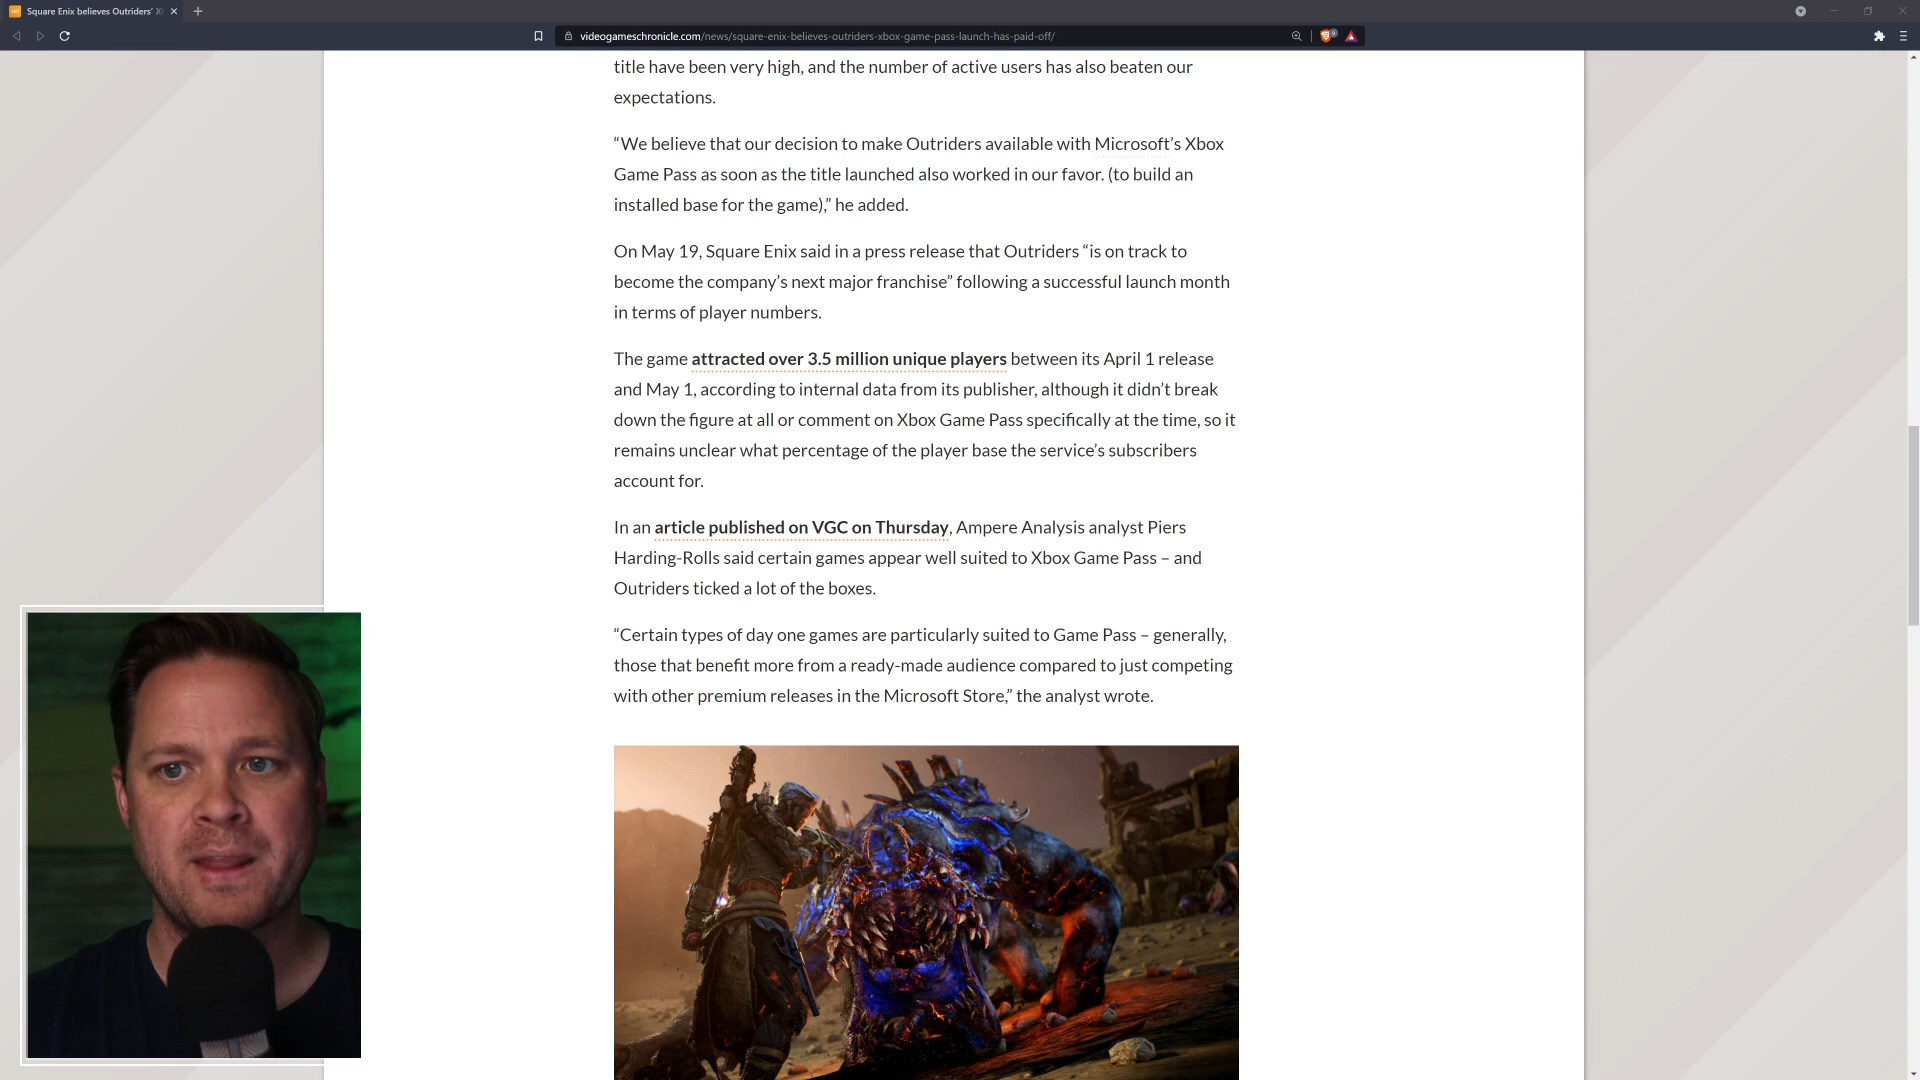 Square Enix believes Outriders' X
videogameschronicle.com/news/square-enix-believes-outriders-xbox-game-pass-launch-has-paid-off/
title have been very high, and the number of active users has also beaten our
expectations.
“We believe that our decision to make Outriders available with Microsoft’s Xbox
Game Pass as soon as the title launched also worked in our favor. (to build an
installed base for the game),” he added.
On May 19, Square Enix said in a press release that Outriders “is on track to
become the company’s next major franchise” following a successful launch month
in terms of player numbers.
The game attracted over 3.5 million unique players between its April 1 release
and May 1, according to internal data from its publisher, although it didn’t break
down the figure at all or comment on Xbox Game Pass specifically at the time, so it
remains unclear what percentage of the player base the service’s subscribers
account for.
In an article published on VGC on Thursday, Ampere Analysis analyst Piers
Harding-Rolls said certain games appear well suited to Xbox Game Pass – and
Outriders ticked a lot of the boxes.
“Certain types of day one games are particularly suited to Game Pass – generally,
those that benefit more from a ready-made audience compared to just competing
with other premium releases in the Microsoft Store,” the analyst wrote.